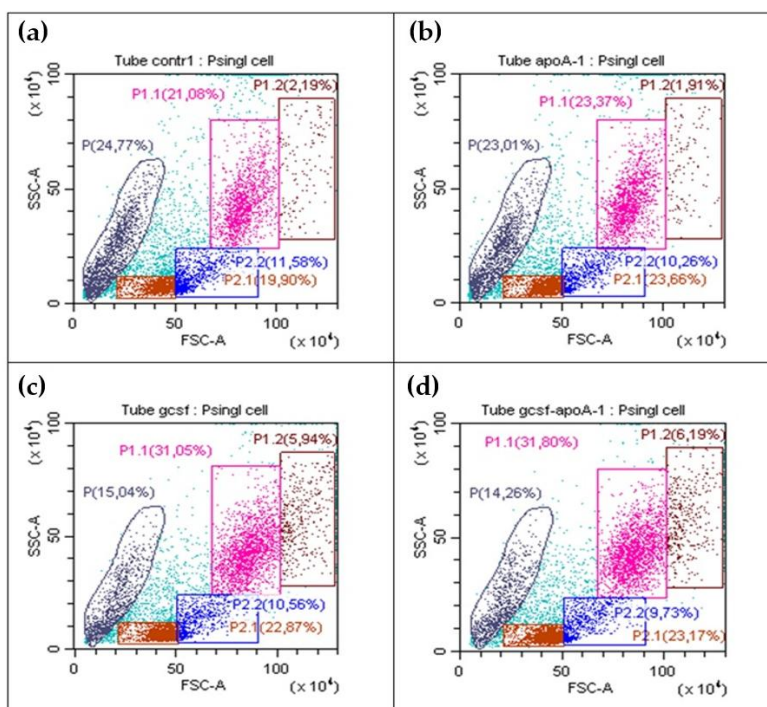 (a)
Tube contr1 : Psingl cell
P1.2(2,19%)
P1.1(21,08%)
P(24,77%)
P2.2(11,58%)
P2.1(19,90%)
SSC-A
(x 10⁴)
0
50
100
0
50
100
FSC-A
(x 10⁴)
(b)
Tube apoA-1 : Psingl cell
P1.2(1,91%)
P1.1(23,37%)
P(23,01%)
P2.2(10,26%)
P2.1(23,66%)
SSC-A
(x 10⁴)
0
50
100
0
50
100
FSC-A
(x 10⁴)
(c)
Tube gcsf : Psingl cell
P1.2(5,94%)
P1.1(31,05%)
P(15,04%)
P2.2(10,56%)
P2.1(22,87%)
SSC-A
(x 10⁴)
0
50
100
0
50
100
FSC-A
(x 10⁴)
(d)
Tube gcsf-apoA-1 : Psingl cell
P1.2(6,19%)
P1.1(31,80%)
P(14,26%)
P2.2(9,73%)
P2.1(23,17%)
SSC-A
(x 10⁴)
0
50
100
0
50
100
FSC-A
(x 10⁴)